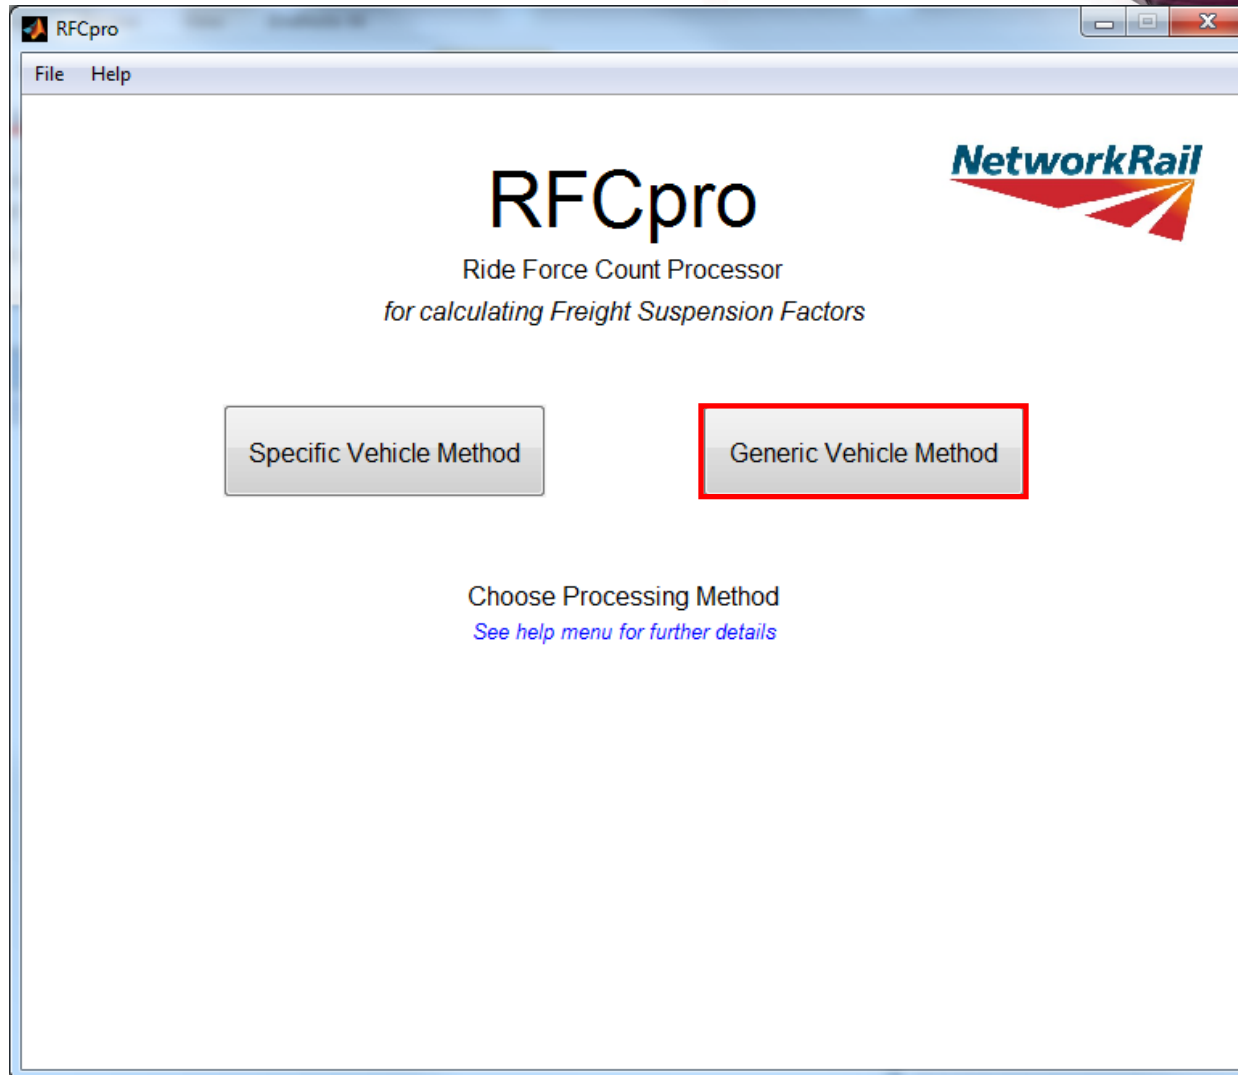 RFCpro
File Help
NetworkRail
RFCpro
Ride Force Count Processor
for calculating Freight Suspension Factors
Specific Vehicle Method
Generic Vehicle Method
Choose Processing Method
See help menu for further details